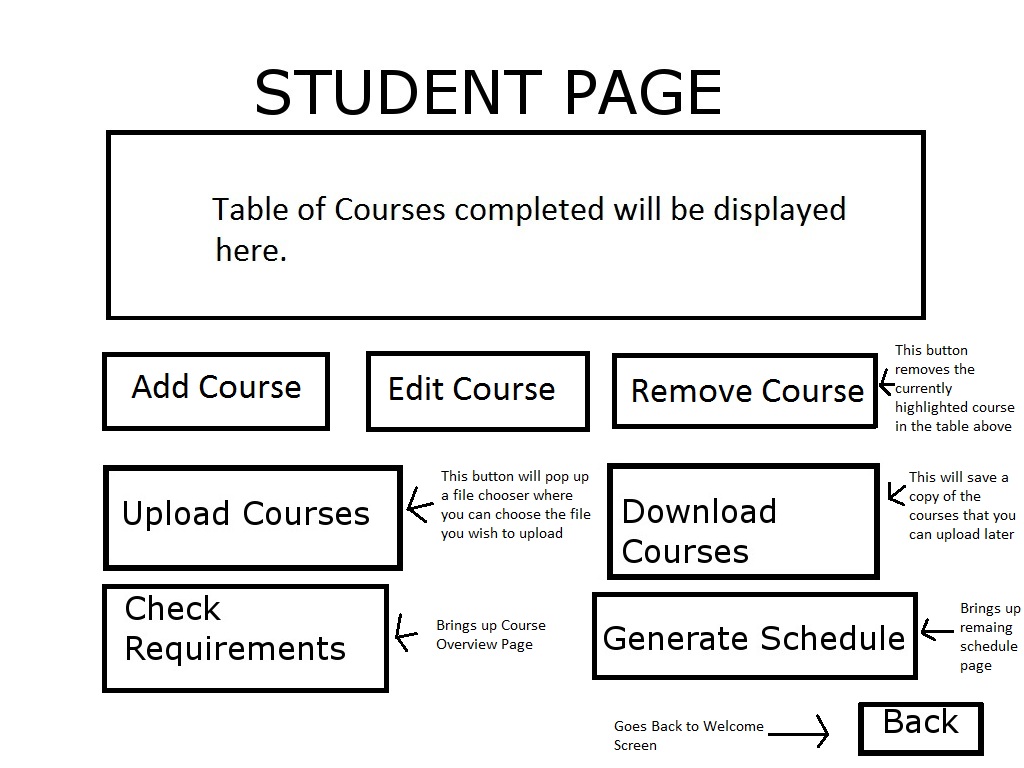 STUDENT PAGE
Table of Courses completed will be displayed
here.
Add Course
Edit Course
Remove Course
This button
removes the
currently
highlighted course
in the table above
Upload Courses
This button will pop up
a file chooser where
you can choose the file
you wish to upload
Download
Courses
This will save a
copy of the
courses that you
can upload later
Check
Requirements
Brings up Course
Overview Page
Generate Schedule
Brings up
remaing
schedule
page
Goes Back to Welcome
Screen
Back